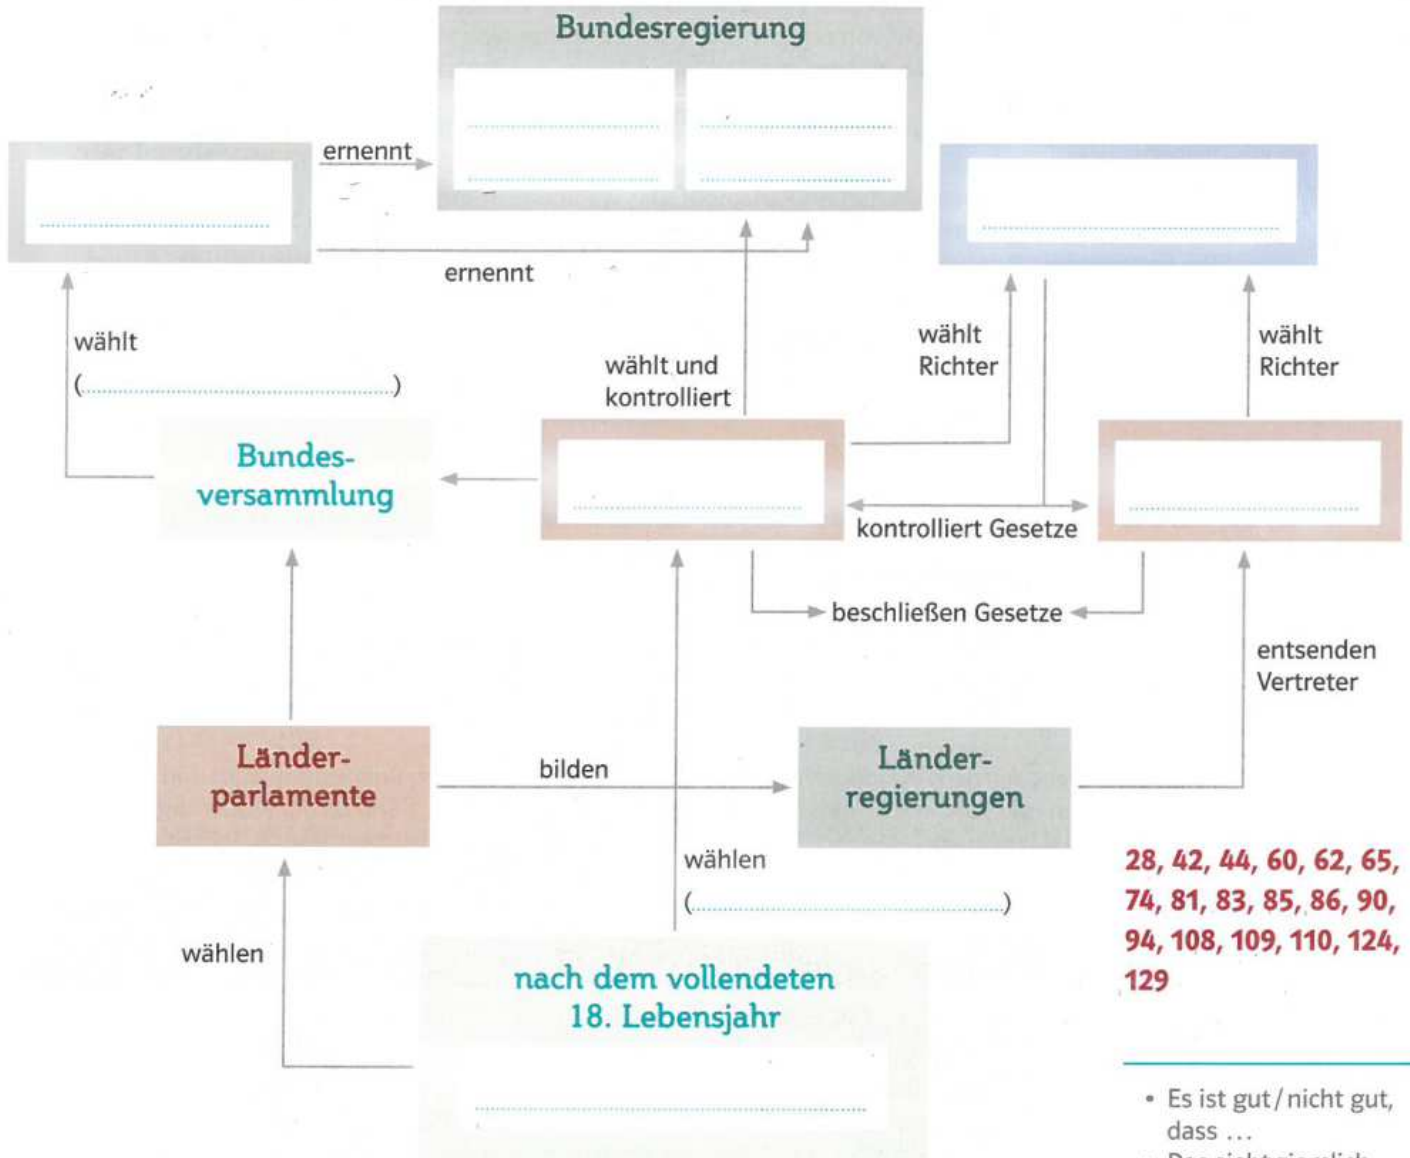 Bundesregierung
ernennt
ernennt
wählt
(........................................)
wählt und
kontrolliert
wählt
Richter
wählt
Richter
Bundes-
versammlung
kontrolliert Gesetze
beschließen Gesetze
entsenden
Vertreter
Länder-
parlamente
bilden
Länder-
regierungen
wählen
(........................................)
wählen
nach dem vollendeten
18. Lebensjahr
28, 42, 44, 60, 62, 65,
74, 81, 83, 85, 86, 90,
94, 108, 109, 110, 124,
129
• Es ist gut / nicht gut,
dass ...